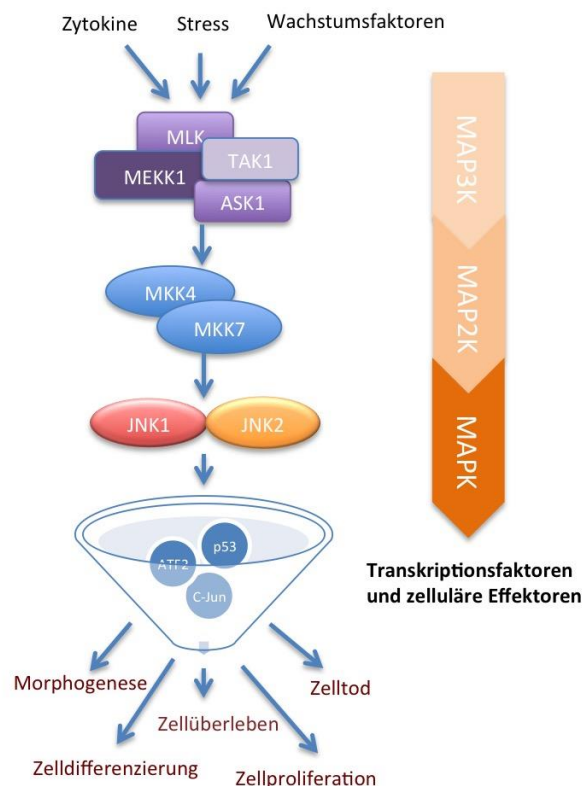 Zytokine
Stress
Wachstumsfaktoren
MLK
TAK1
MEKK1
ASK1
MKK4
MKK7
JNK1
JNK2
p53
ATF2
C-Jun
Morphogenese
Zelltod
Zellüberleben
Zelldifferenzierung
Zellproliferation
MAP3K
MAP2K
MAPK
Transkriptionsfaktoren
und zelluläre Effektoren